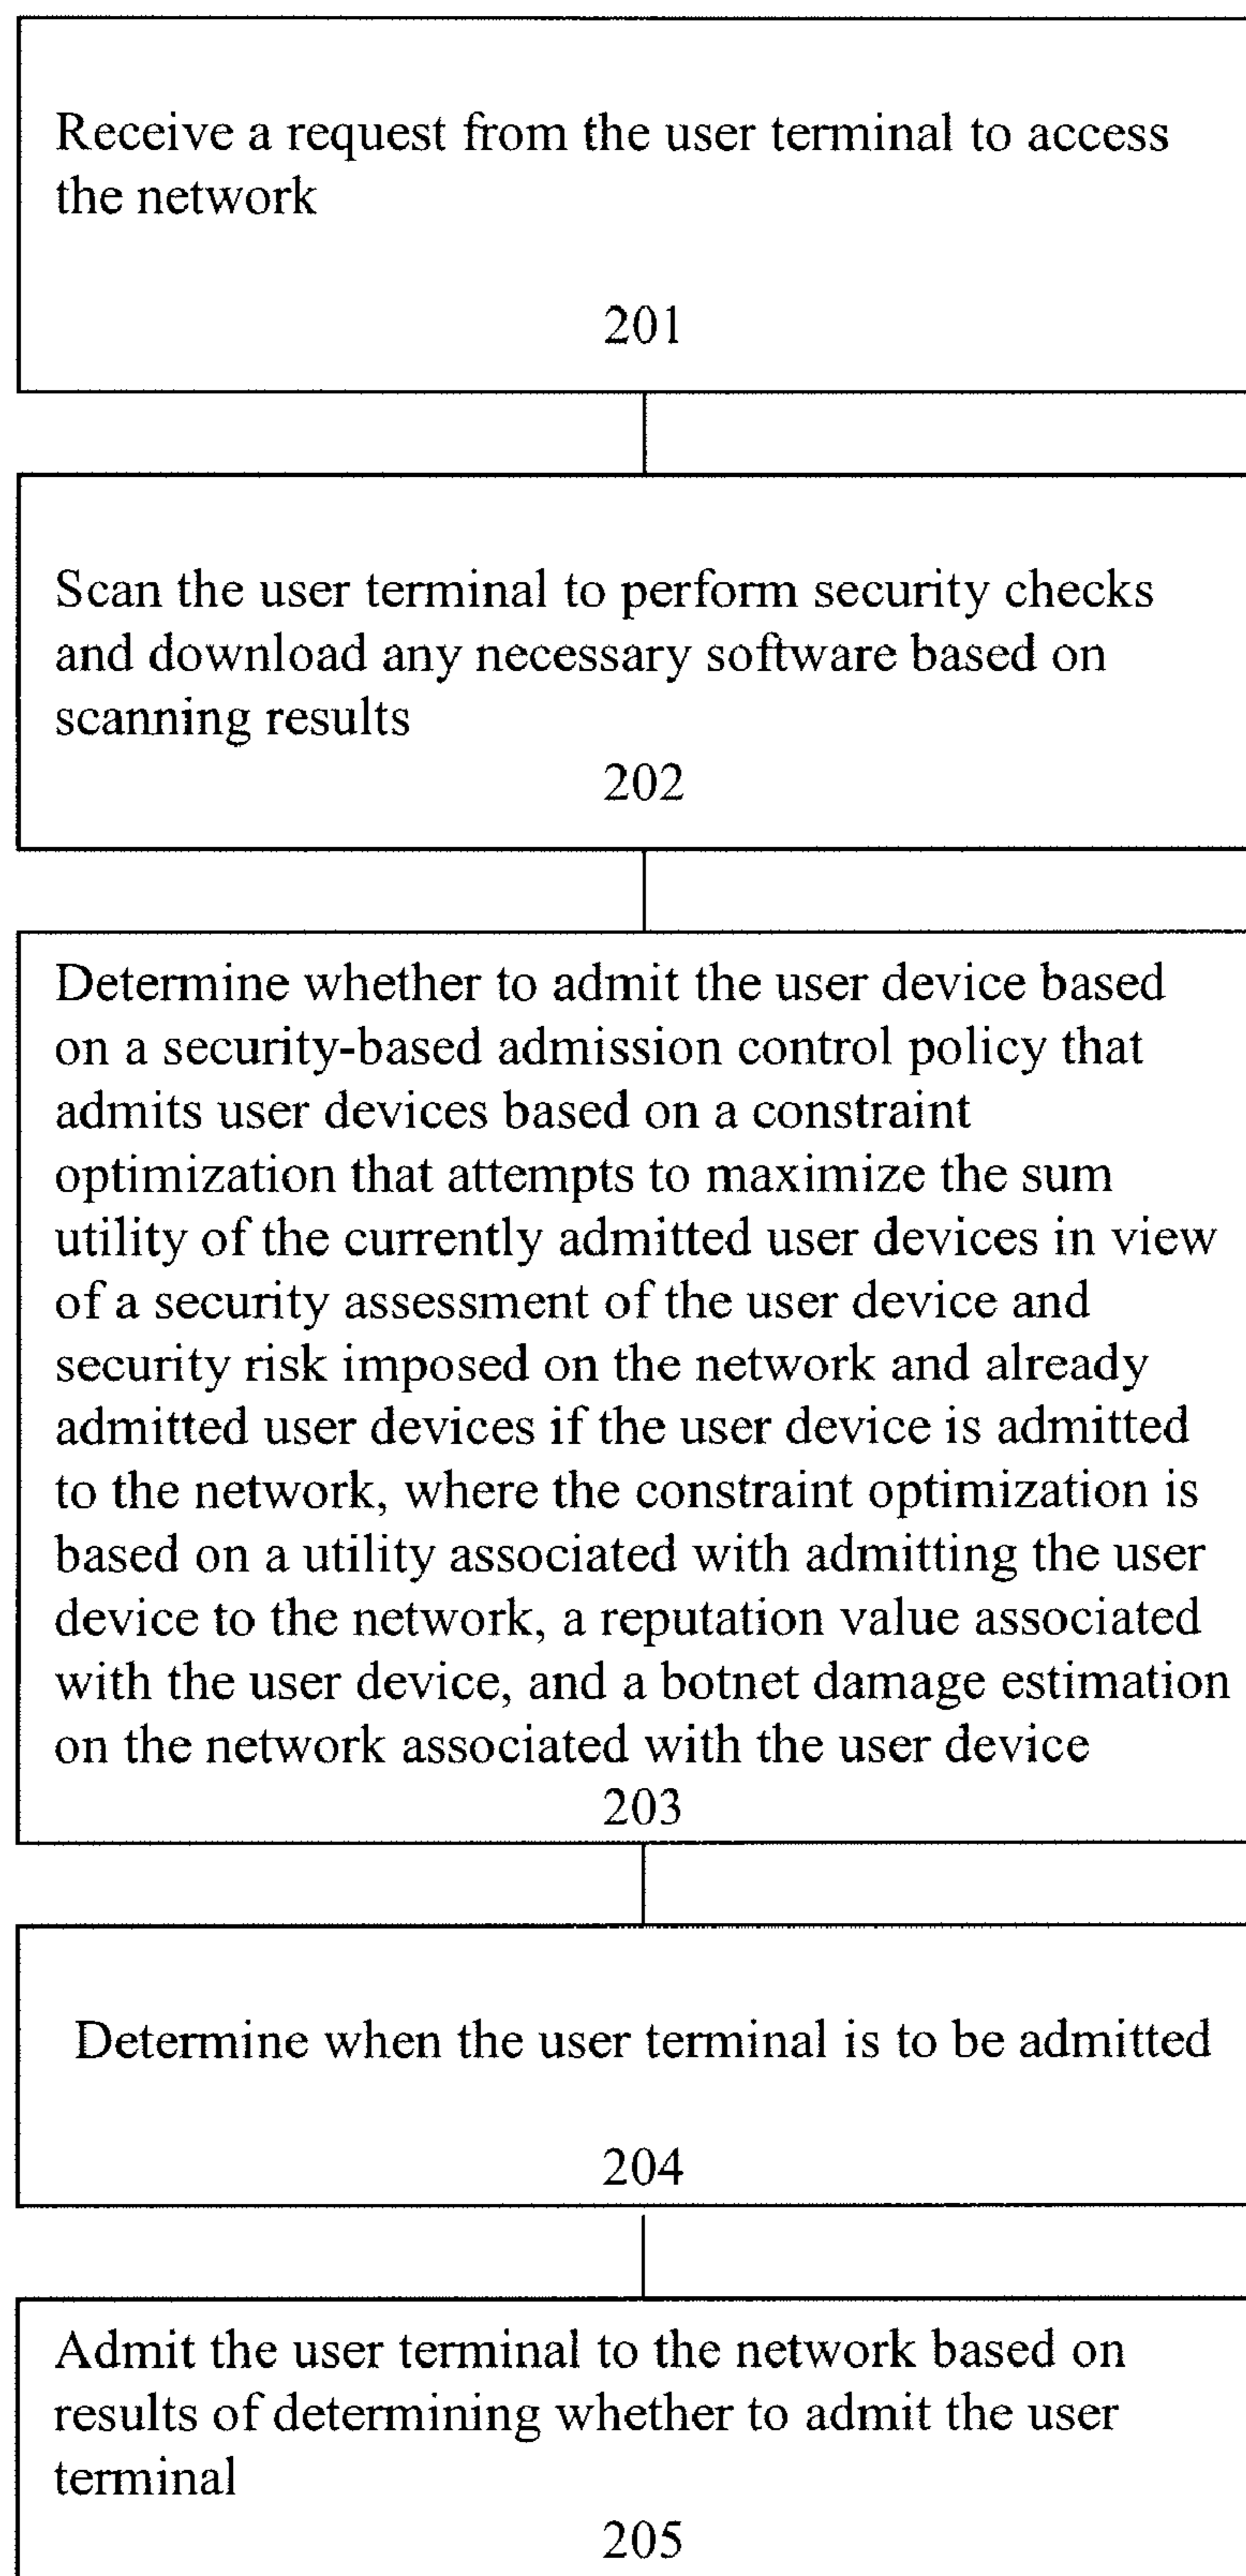 Receive a request from the user terminal to access
the network
201
Scan the user terminal to perform security checks
and download any necessary software based on
scanning results
202
Determine whether to admit the user device based
on a security-based admission control policy that
admits user devices based on a constraint
optimization that attempts to maximize the sum
utility of the currently admitted user devices in view
of a security assessment of the user device and
security risk imposed on the network and already
admitted user devices if the user device is admitted
to the network, where the constraint optimization is
based on a utility associated with admitting the user
device to the network, a reputation value associated
with the user device, and a botnet damage estimation
on the network associated with the user device
203
Determine when the user terminal is to be admitted
204
Admit the user terminal to the network based on
results of determining whether to admit the user
terminal
205